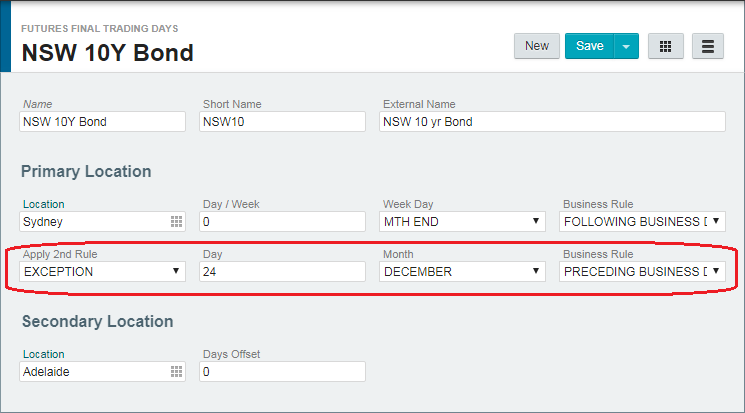 FUTURES FINAL TRADING DAYS
NSW 10Y Bond
New Save
Name Short Name External Name
NSW 10Y Bond NSW10 NSW 10 yr Bond
Primary Location
Location Day / Week Week Day Business Rule
Sydney 0 MTH END FOLLOWING BUSINESS D
Apply 2nd Rule Day Month Business Rule
EXCEPTION 24 DECEMBER PRECEDING BUSINESS D
Secondary Location
Location Days Offset
Adelaide 0